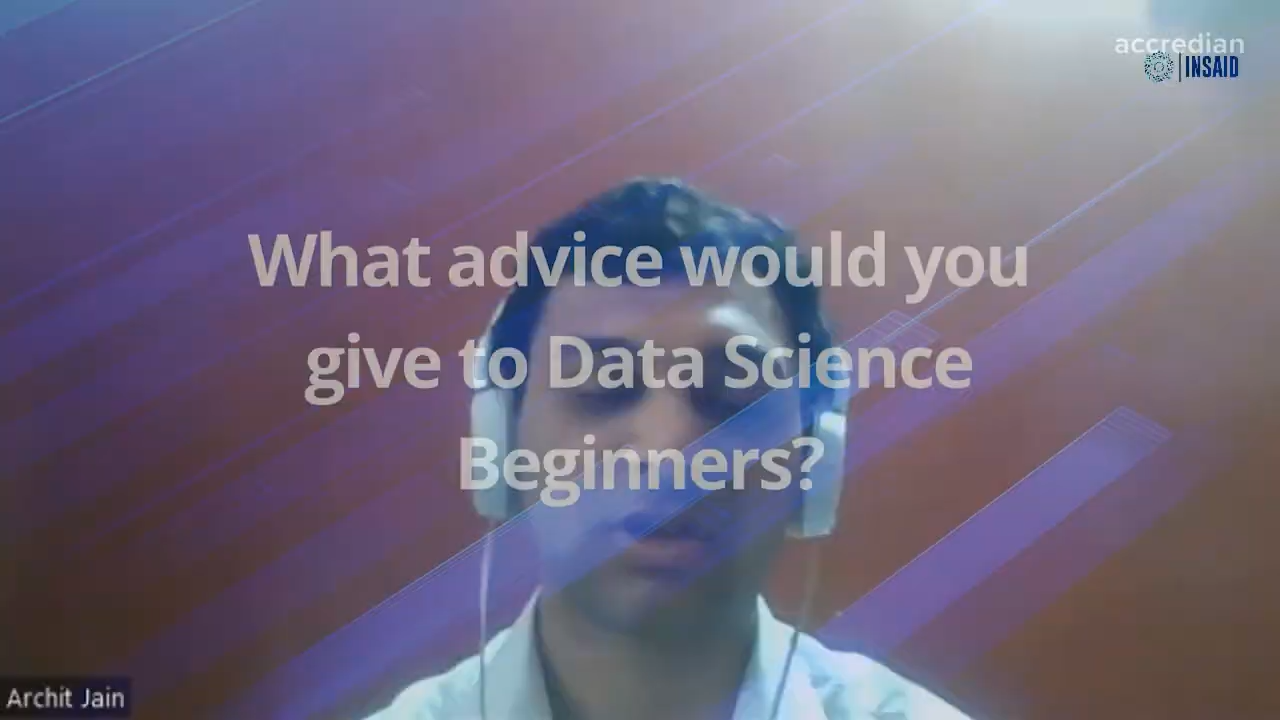 accredian
INSAID
What advice would you
give to Data Science
Beginners?
Archit Jain